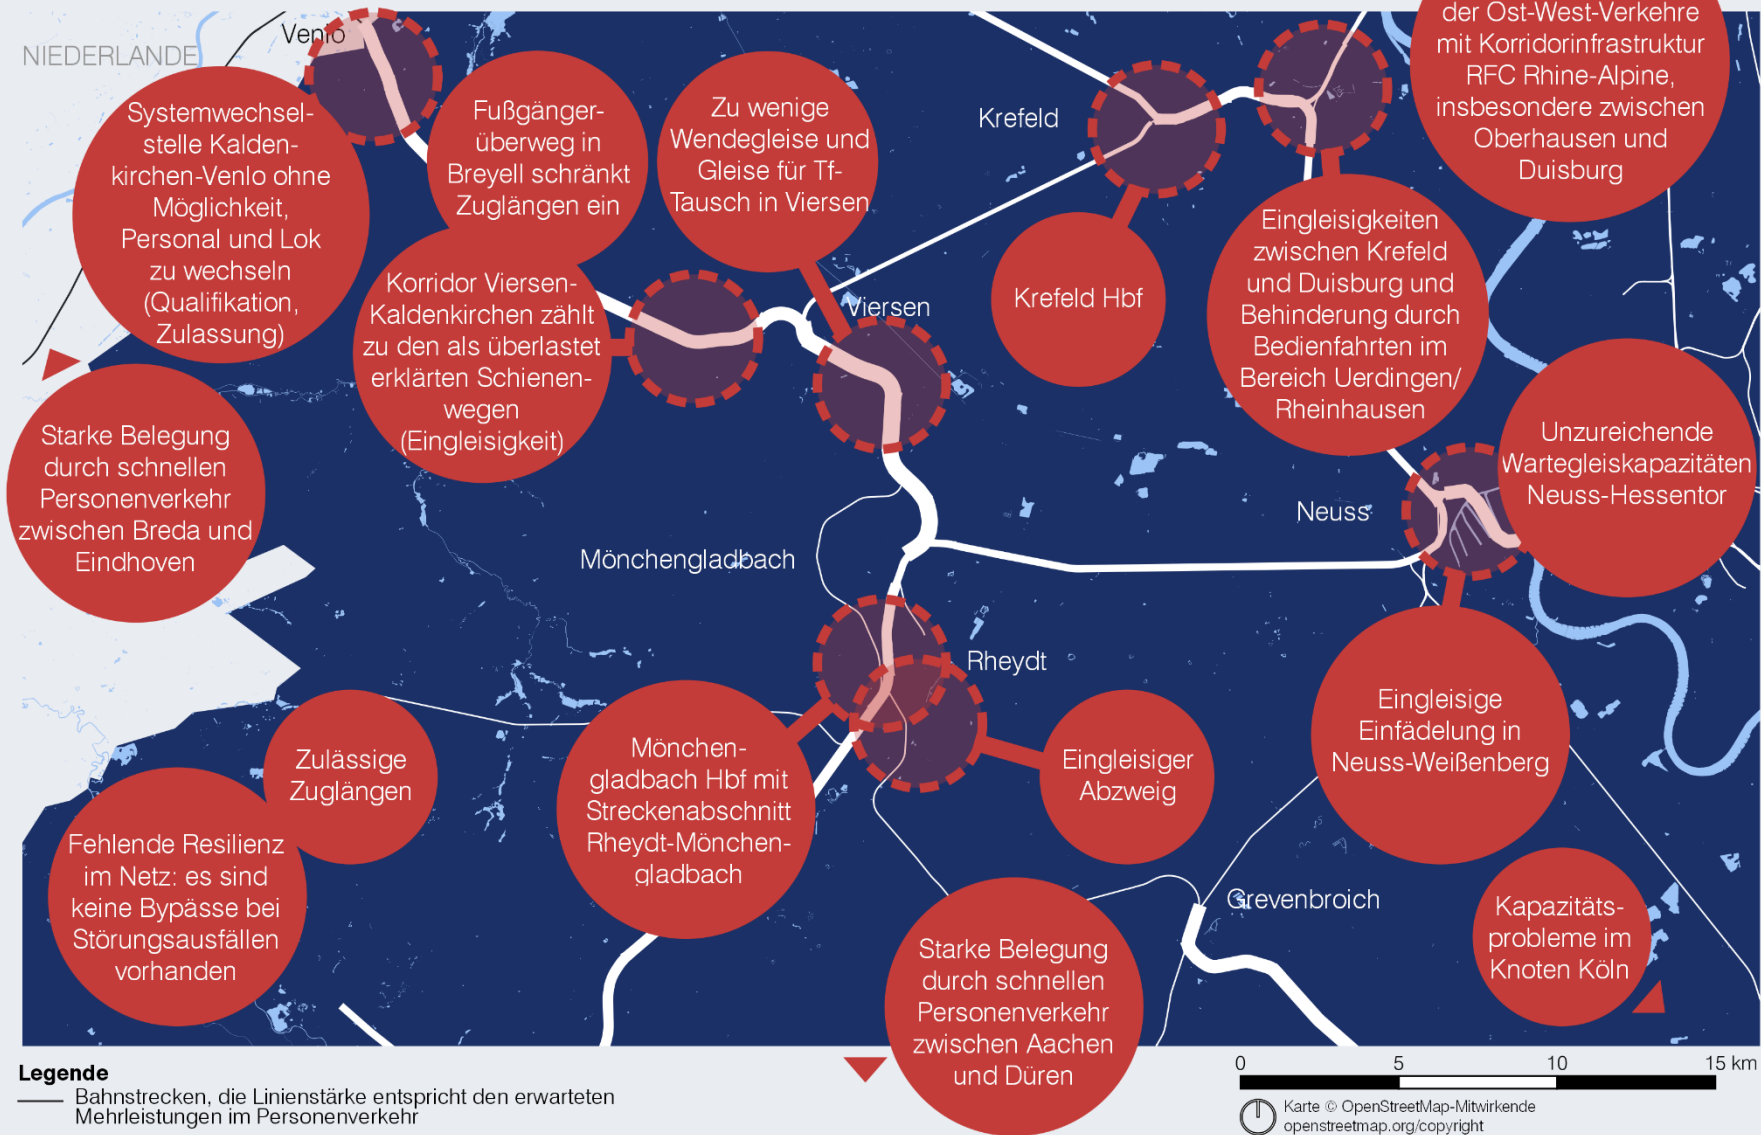 NIEDERLANDE
Venlo
Systemwechsel-
stelle Kalden-
kirchen-Venlo ohne
Möglichkeit,
Personal und Lok
zu wechseln
(Qualifikation,
Zulassung)
Fußgänger-
überweg in
Breyell schränkt
Zuglängen ein
Zu wenige
Wendegleise und
Gleise für Tf-
Tausch in Viersen
Krefeld
der Ost-West-Verkehre
mit Korridorinfrastruktur
RFC Rhine-Alpine,
insbesondere zwischen
Oberhausen und
Duisburg
Korridor Viersen-
Kaldenkirchen zählt
zu den als überlastet
erklärten Schienen-
wegen
(Eingleisigkeit)
Viersen
Krefeld Hbf
Eingleisigkeiten
zwischen Krefeld
und Duisburg und
Behinderung durch
Bedienfahrten im
Bereich Uerdingen/
Rheinhausen
Starke Belegung
durch schnellen
Personenverkehr
zwischen Breda und
Eindhoven
Unzureichende
Wartegleiskapazitäten
Neuss-Hessentor
Neuss
Mönchengladbach
Rheydt
Zulässige
Zuglängen
Mönchen-
gladbach Hbf mit
Streckenabschnitt
Rheydt-Mönchen-
gladbach
Eingleisiger
Abzweig
Eingleisige
Einfädelung in
Neuss-Weißenberg
Fehlende Resilienz
im Netz: es sind
keine Bypässe bei
Störungsausfällen
vorhanden
Grevenbroich
Starke Belegung
durch schnellen
Personenverkehr
zwischen Aachen
und Düren
Kapazitäts-
probleme im
Knoten Köln
Legende
Bahnstrecken, die Linienstärke entspricht den erwarteten
Mehrleistungen im Personenverkehr
0 5 10 15 km
Karte © OpenStreetMap-Mitwirkende
openstreetmap.org/copyright